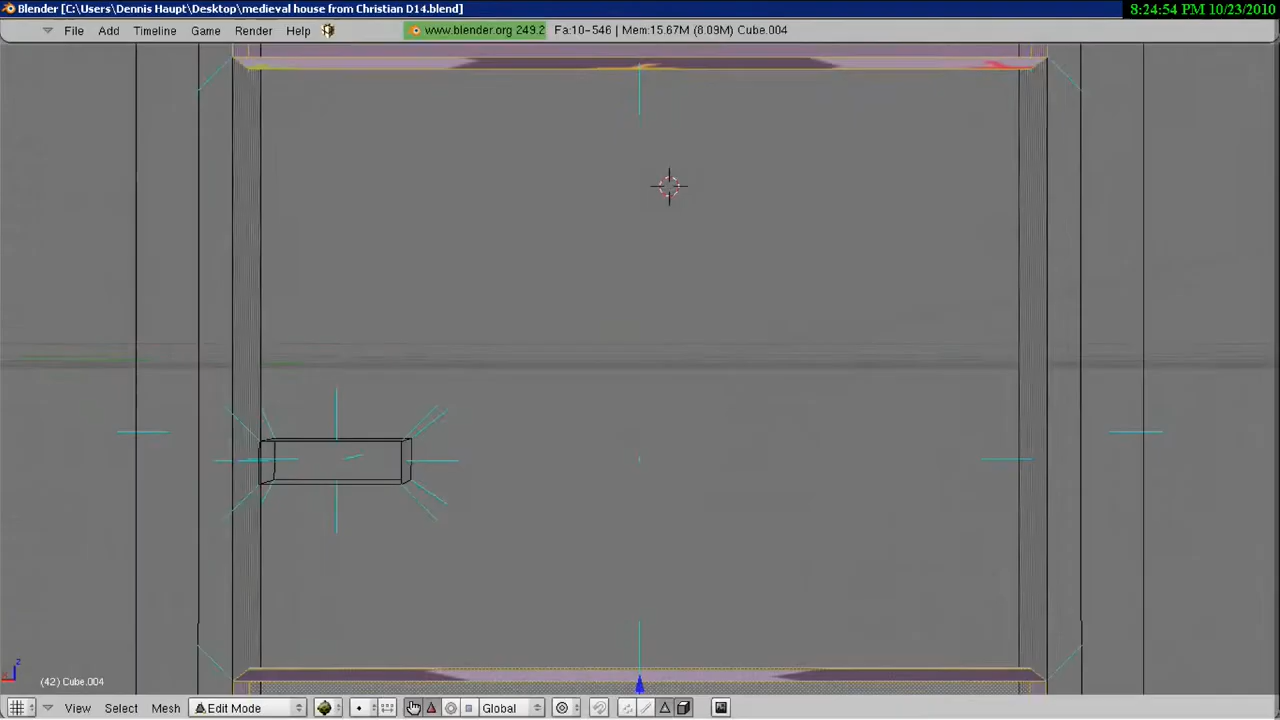 Blender [C:\Users\Dennis Haupt\Desktop\medieval house from Christian D14.blend]
8:24:54 PM 10/23/2010
File Add Timeline Game Render Help www.blender.org 249.2 Fa:10-546 | Mem:15.67M (8.09M) Cube.004
z
x
(42) Cube.004
View Select Mesh Edit Mode Global